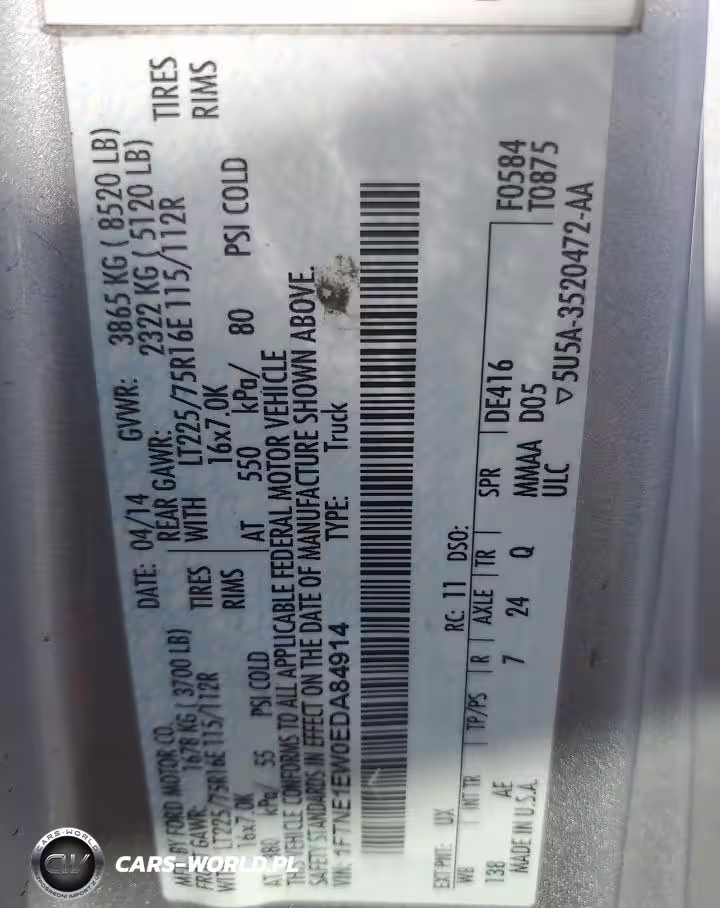 MFD. BY FORD MOTOR CO. DATE: 04/14 GVWR: 3865 KG ( 8520 LB)
FRONT GAWR: 1678 KG ( 3700 LB) REAR GAWR: 2322 KG ( 5120 LB)
WITH LT225/75R16E 115/112R TIRES WITH LT225/75R16E 115/112R TIRES
16x7.0K RIMS 16x7.0K RIMS
AT 380 kPa/ 55 PSI COLD AT 550 kPa/ 80 PSI COLD
THIS VEHICLE CONFORMS TO ALL APPLICABLE FEDERAL MOTOR VEHICLE
SAFETY STANDARDS IN EFFECT ON THE DATE OF MANUFACTURE SHOWN ABOVE.
VIN: 1FTNE1EW0EDA84914 TYPE: Truck
EXT PNT: UX RC: 11 DSO: F0584
WB INT TR TP/PS R AXLE TR SPR DE416 T0875
138 AE 7 24 Q MMAA D05
MADE IN U.S.A. ULC ▽5U5A-3520472-AA
CW
CARS-WORLD.PL